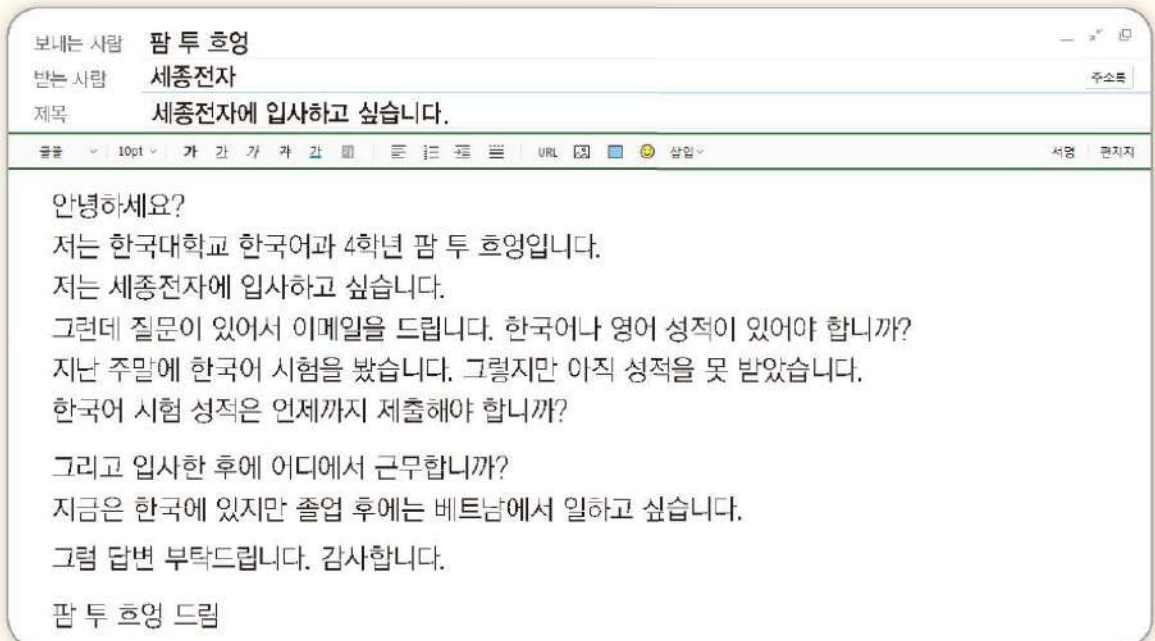 보내는 사람 팜 투 흐엉
받는 사람 세종전자 주소록
제목 세종전자에 입사하고 싶습니다.
굴림 10pt 가 간 가 가 간 URL 삽입 서명 편지지
안녕하세요?
저는 한국대학교 한국어과 4학년 팜 투 흐엉입니다.
저는 세종전자에 입사하고 싶습니다.
그런데 질문이 있어서 이메일을 드립니다. 한국어나 영어 성적이 있어야 합니까?
지난 주말에 한국어 시험을 봤습니다. 그렇지만 아직 성적을 못 받았습니다.
한국어 시험 성적은 언제까지 제출해야 합니까?
그리고 입사한 후에 어디에서 근무합니까?
지금은 한국에 있지만 졸업 후에는 베트남에서 일하고 싶습니다.
그럼 답변 부탁드립니다. 감사합니다.
팜 투 흐엉 드림